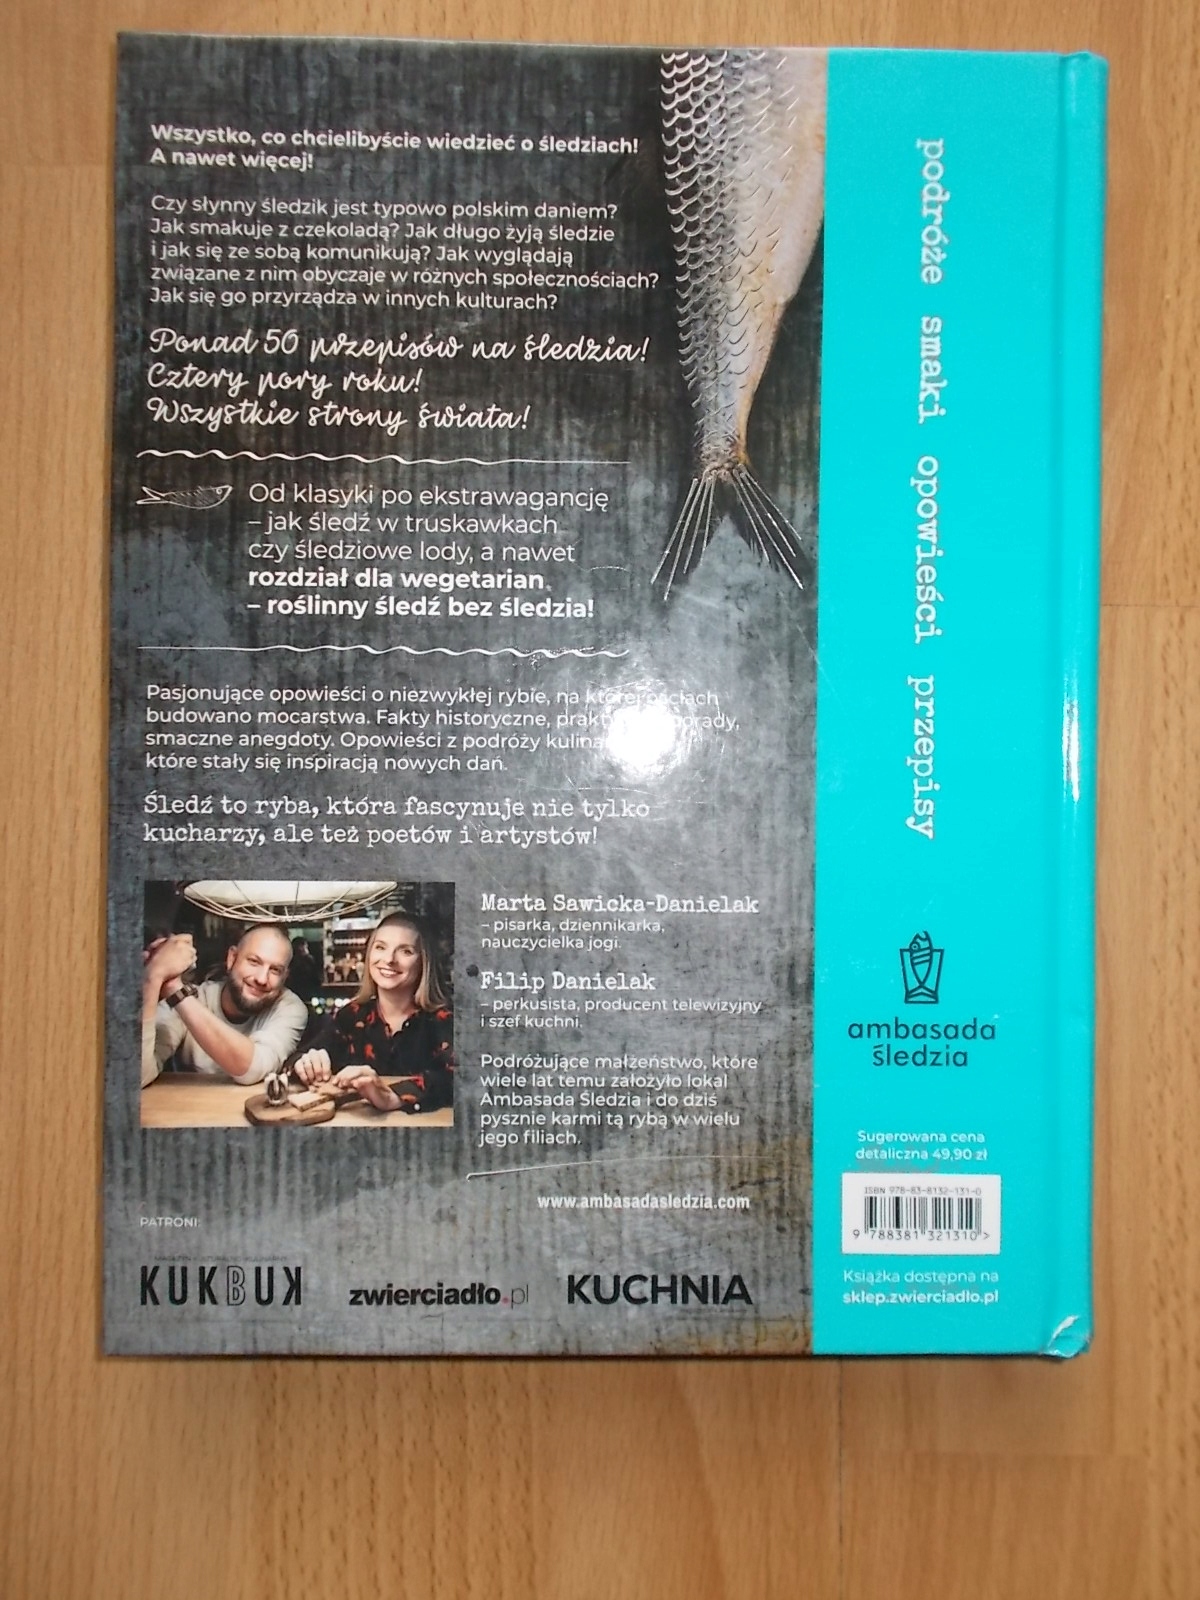 Wszystko, co chcielibyście wiedzieć o śledziach!
A nawet więcej!
Czy słynny śledzik jest typowo polskim daniem?
Jak smakuje z czekoladą? Jak długo żyją śledzie
i jak się ze sobą komunikują? Jak wyglądają
związane z nim obyczaje w różnych społecznościach?
Jak się go przyrządza w innych kulturach?
Ponad 50 przepisów na śledzia!
Cztery pory roku!
Wszystkie strony świata!
Od klasyki po ekstrawagancję
– jak śledź w truskawkach
czy śledziowe lody, a nawet
rozdział dla wegetarian
– roślinny śledź bez śledzia!
Pasjonujące opowieści o niezwykłej rybie, na której ościach
budowano mocarstwa. Fakty historyczne, porady,
smaczne anegdoty. Opowieści z podróży
które stały się inspiracją nowych dań.
Śledź to ryba, która fascynuje nie tylko
kucharzy, ale też poetów i artystów!
Marta Sawicka-Danielak
– pisarka, dziennikarka,
nauczycielka jogi.
Filip Danielak
– perkusista, producent telewizyjny
i szef kuchni.
Podróżujące małżeństwo, które
wiele lat temu założyło lokal
Ambasada Śledzia i do dziś
pysznie karmi tą rybą w wielu
jego filiach.
www.ambasadasledzia.com
PATRONI:
KUKBUK
zwierciadło.pl
KUCHNIA
podróże smaki opowieści przepisy
ambasada
śledzia
Sugerowana cena
detaliczna 49,90 zł
ISBN 978-83-8132-131-0
9 788381 321310 >
Książka dostępna na
sklep.zwierciadlo.pl